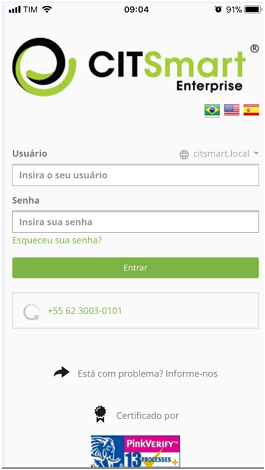 TIM 09:04 91%
CITSmart®
Enterprise
Usuário citsmart.local
Insira o seu usuário
Senha
Insira sua senha
Esqueceu sua senha?
Entrar
+55 62 3003-0101
Está com problema? Informe-nos
Certificado por
PinkVERIFY™
13 PROCESSES